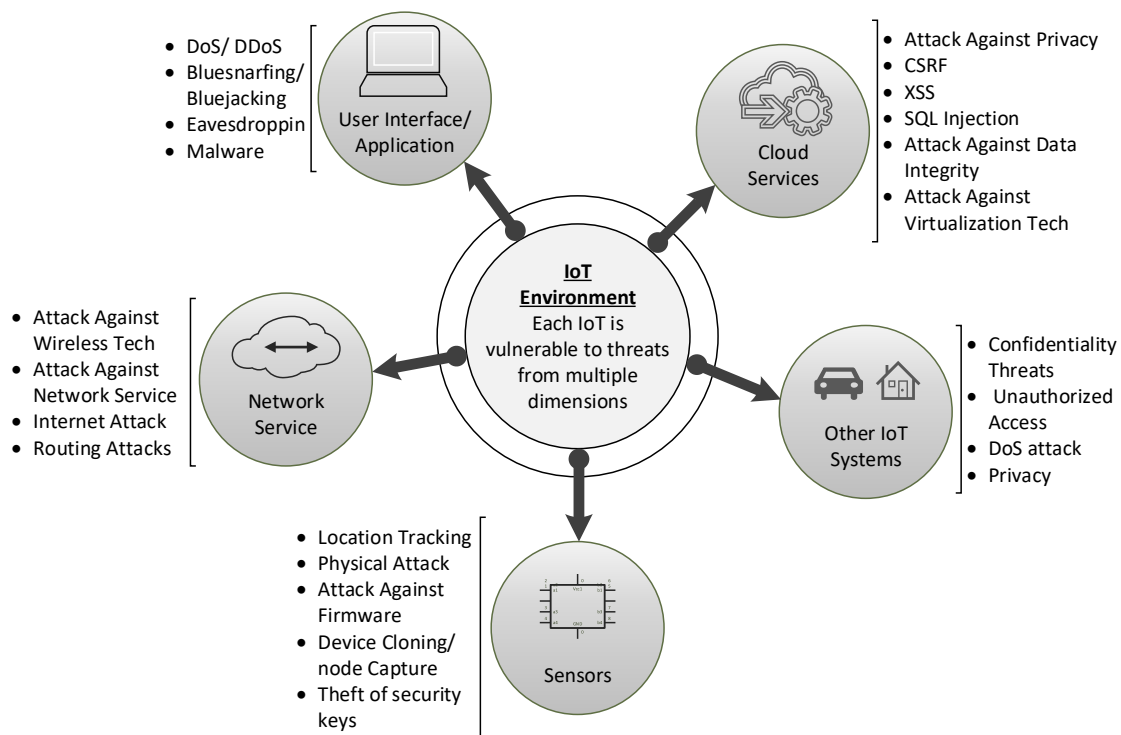 • DoS/ DDoS
• Bluesnarfing/
Bluejacking
• Eavesdroppin
• Malware
User Interface/
Application
Cloud
Services
• Attack Against Privacy
• CSRF
• XSS
• SQL Injection
• Attack Against Data
Integrity
• Attack Against
Virtualization Tech
IoT
Environment
Each IoT is
vulnerable to threats
from multiple
dimensions
• Attack Against
Wireless Tech
• Attack Against
Network Service
• Internet Attack
• Routing Attacks
Network
Service
Other IoT
Systems
• Confidentiality
Threats
• Unauthorized
Access
• DoS attack
• Privacy
• Location Tracking
• Physical Attack
• Attack Against
Firmware
• Device Cloning/
node Capture
• Theft of security
keys
Sensors